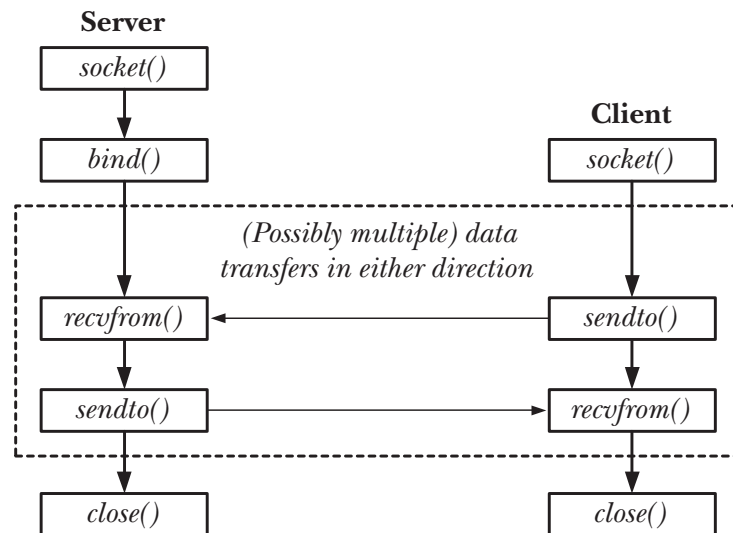 Server
socket()
bind()
Client
socket()
(Possibly multiple) data
transfers in either direction
recvfrom()
sendto()
sendto()
recvfrom()
close()
close()